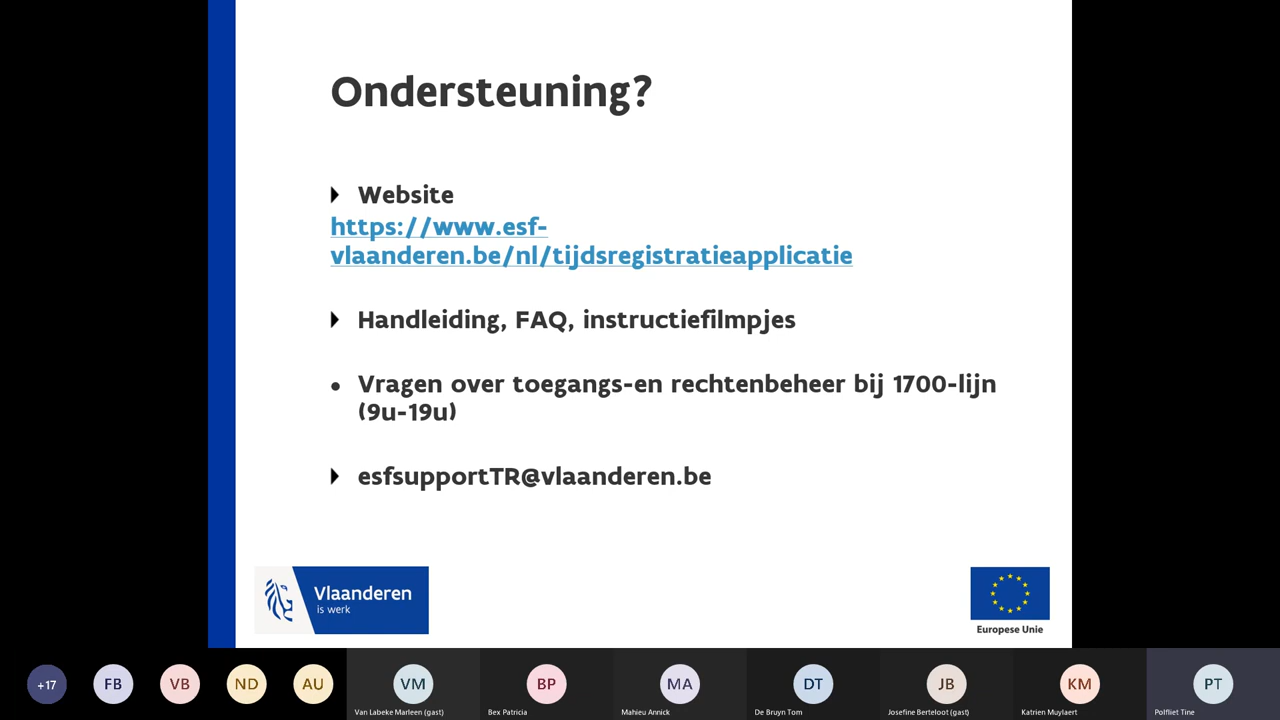 Ondersteuning?
Website
https://www.esf-
vlaanderen.be/nl/tijdsregistratieapplicatie
Handleiding, FAQ, instructiefilmpjes
Vragen over toegangs-en rechtenbeheer bij 1700-lijn
(9u-19u)
esfsupportTR@vlaanderen.be
Vlaanderen
is werk
Europese Unie
+17
FB
VB
ND
AU
VM
BP
MA
DT
JB
KM
PT
Van Labeke Marleen (gast)
Bex Patricia
Mahieu Annick
De Bruyn Tom
Josefine Berteloot (gast)
Katrien Muylaert
Polfliet Tine